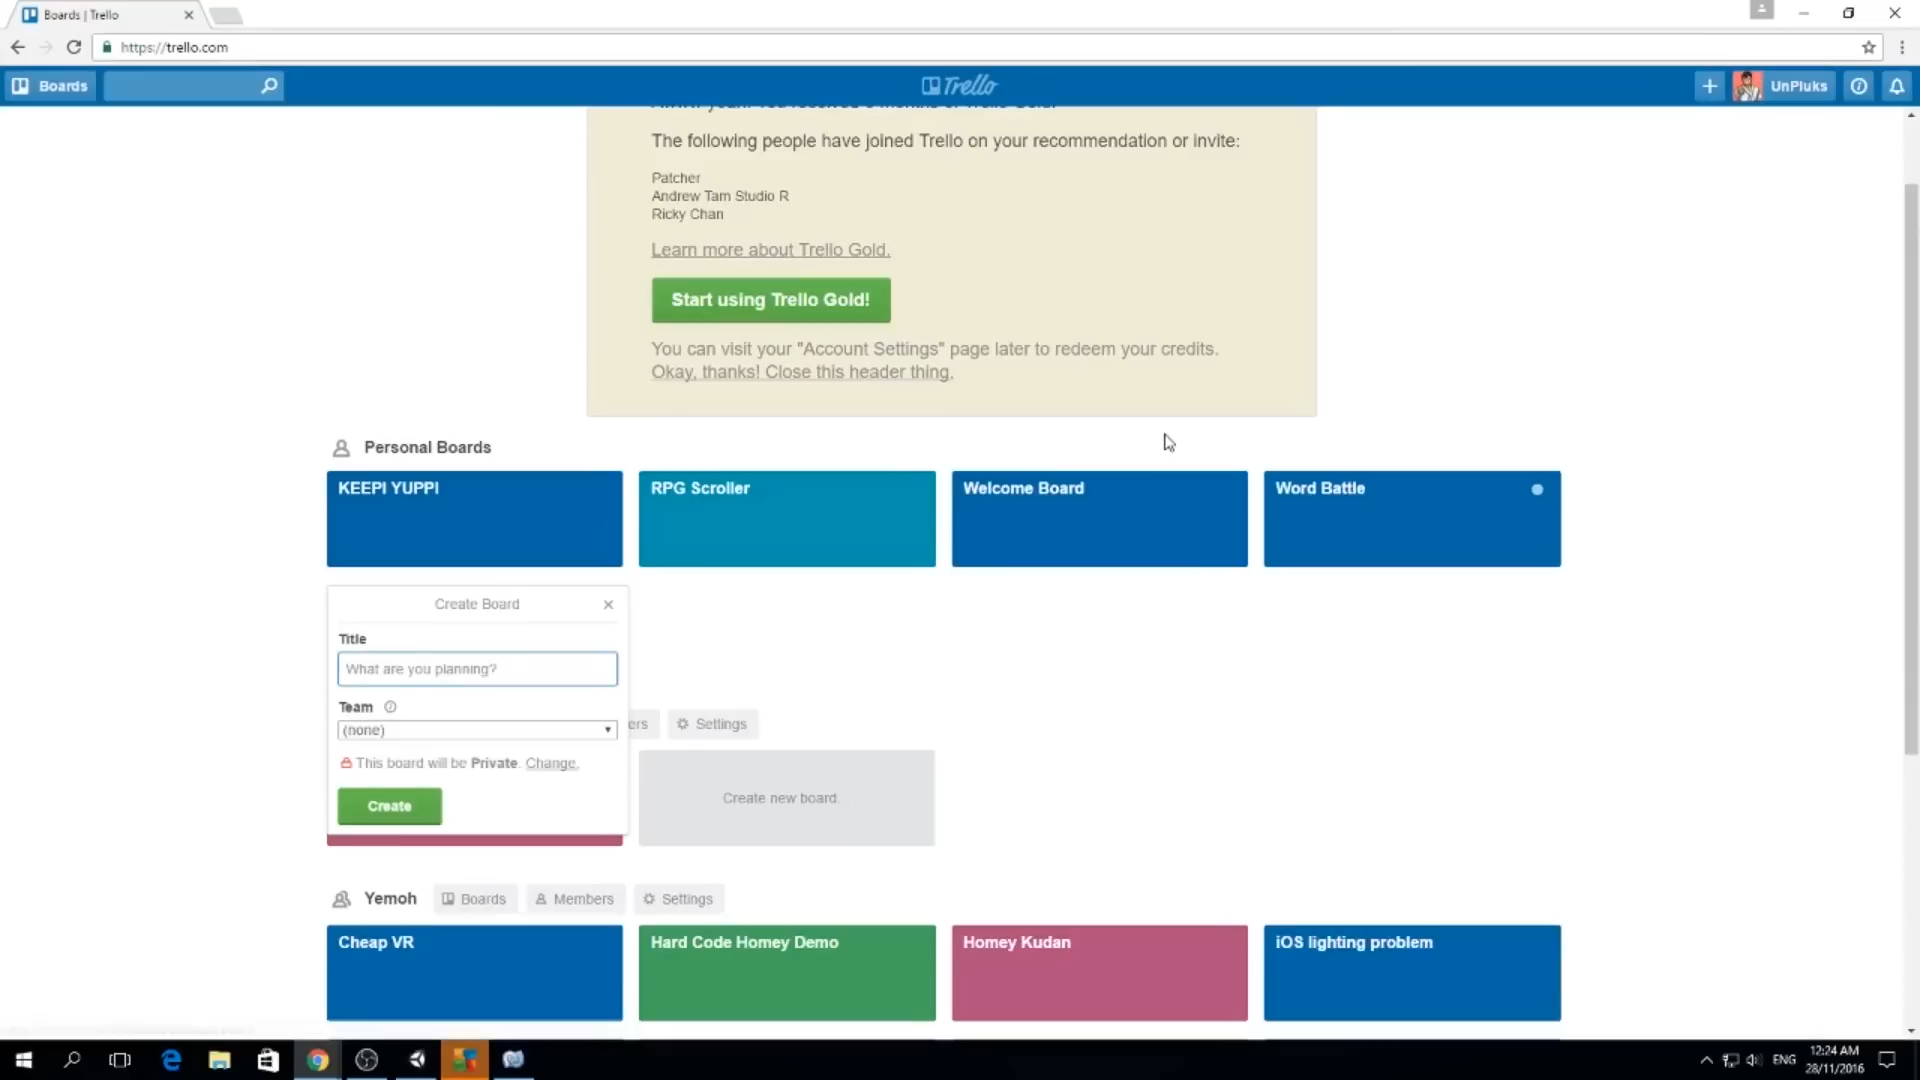 Boards | Trello
https://trello.com
Boards
Trello
UnPluks
The following people have joined Trello on your recommendation or invite:
Patcher
Andrew Tam Studio R
Ricky Chan
Learn more about Trello Gold.
Start using Trello Gold!
You can visit your "Account Settings" page later to redeem your credits.
Okay, thanks! Close this header thing.
Personal Boards
KEEPI YUPPI
RPG Scroller
Welcome Board
Word Battle
Create Board
Title
What are you planning?
Team
(none)
ers
Settings
This board will be Private. Change.
Create
Create new board.
Yemoh
Boards
Members
Settings
Cheap VR
Hard Code Homey Demo
Homey Kudan
iOS lighting problem
ENG
12:24 AM
28/11/2016